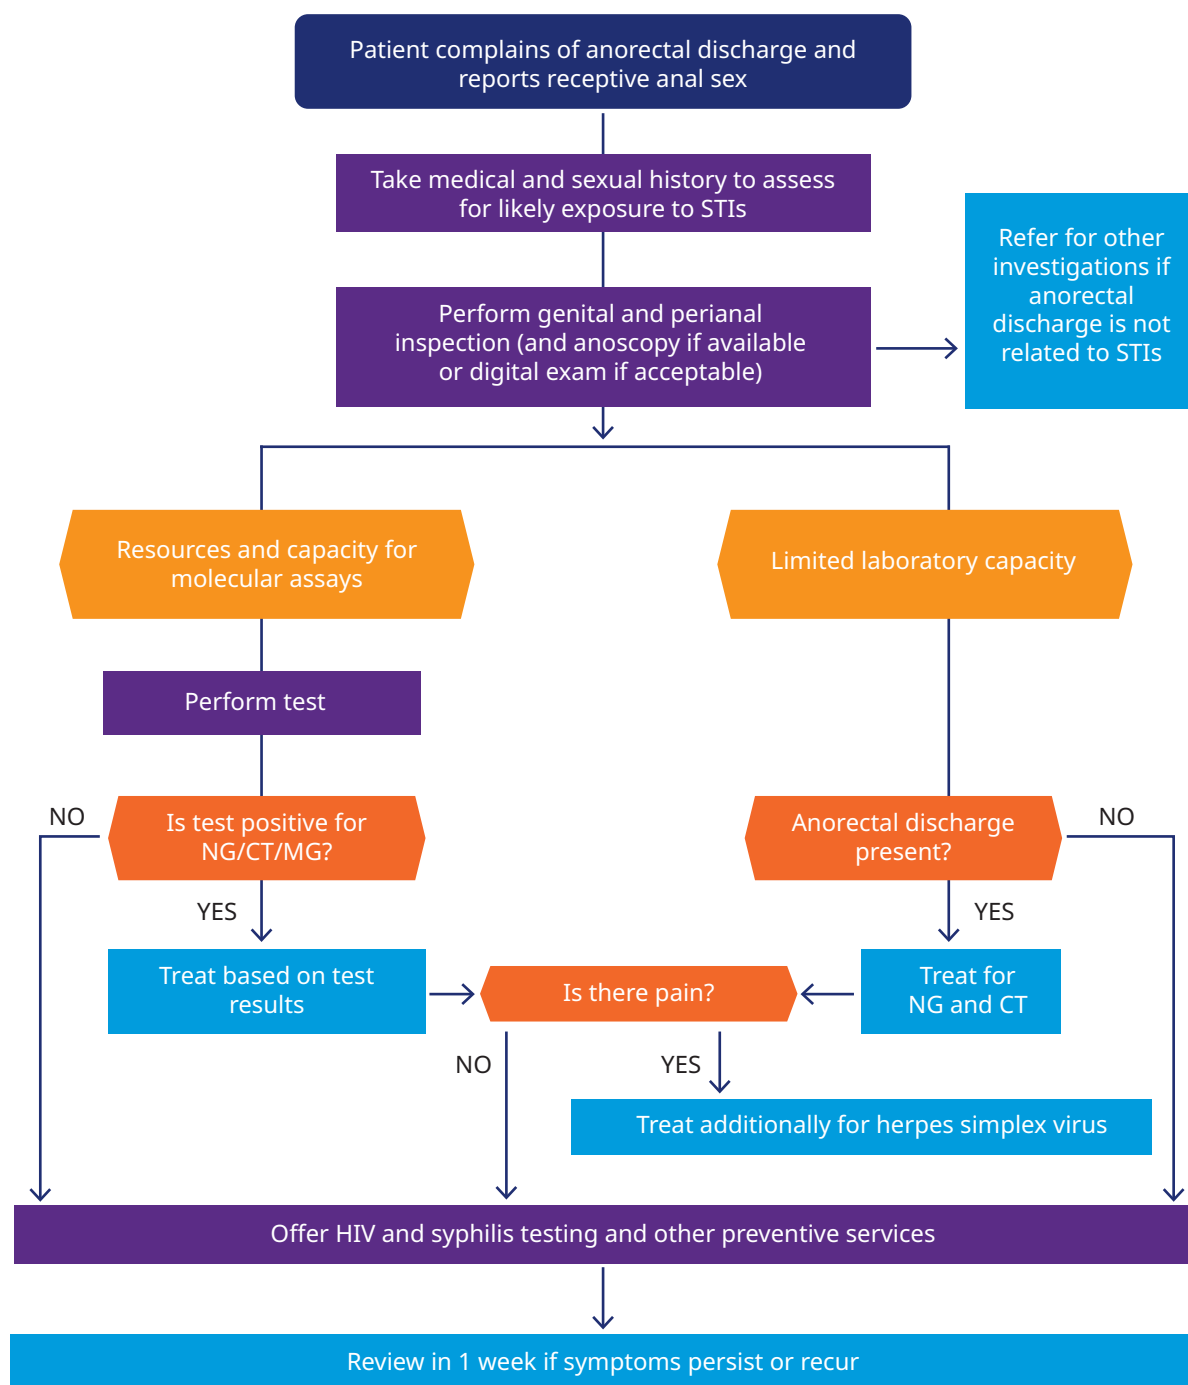 Patient complains of anorectal discharge and
reports receptive anal sex
Take medical and sexual history to assess
for likely exposure to STIs
Refer for other
investigations if
anorectal
discharge is not
related to STIs
Perform genital and perianal
inspection (and anoscopy if available
or digital exam if acceptable)
Resources and capacity for
molecular assays
Limited laboratory capacity
Perform test
NO
Is test positive for
NG/CT/MG?
Anorectal discharge
present?
NO
YES
YES
Treat based on test
results
Is there pain?
Treat for
NG and CT
NO
YES
Treat additionally for herpes simplex virus
Offer HIV and syphilis testing and other preventive services
Review in 1 week if symptoms persist or recur